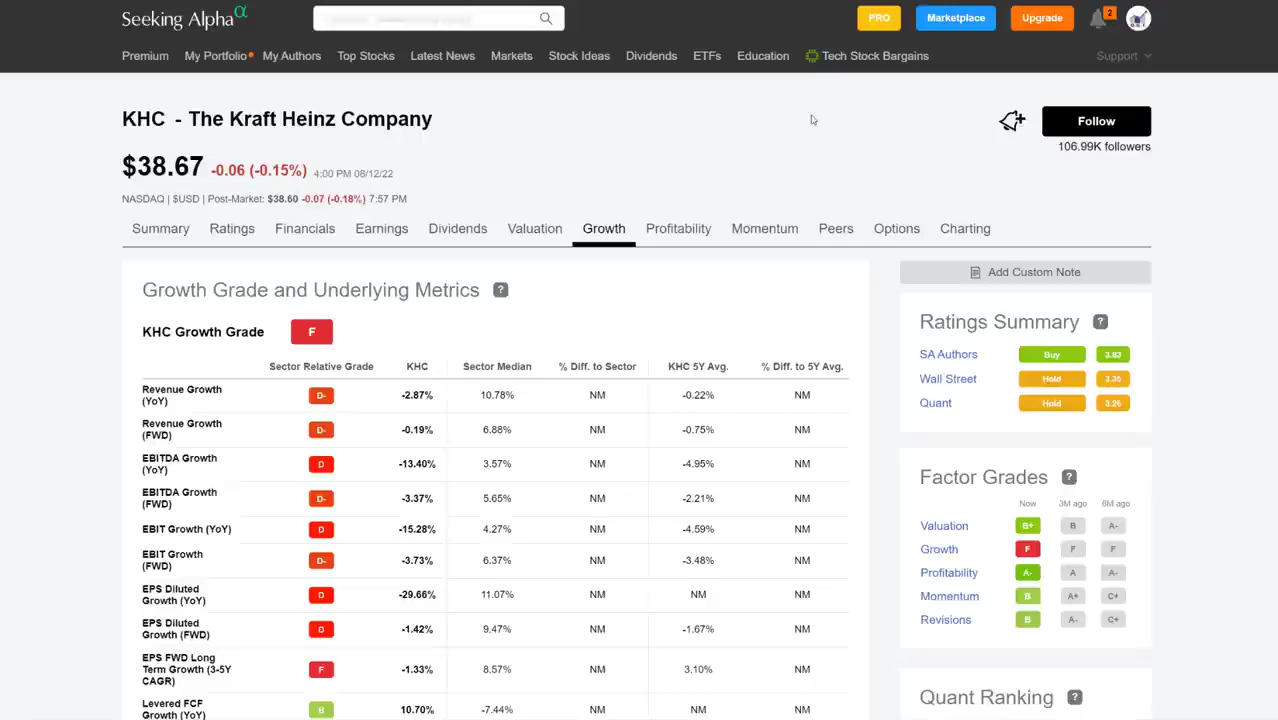 Seeking Alpha α
PRO
Marketplace
Upgrade
2
Premium
My Portfolio
My Authors
Top Stocks
Latest News
Markets
Stock Ideas
Dividends
ETFs
Education
Tech Stock Bargains
Support
KHC - The Kraft Heinz Company
Follow
106.99K followers
$38.67 -0.06 (-0.15%) 4:00 PM 08/12/22
NASDAQ | $USD | Post-Market: $38.60 -0.07 (-0.18%) 7:57 PM
Summary Ratings Financials Earnings Dividends Valuation Growth Profitability Momentum Peers Options Charting
Growth Grade and Underlying Metrics ?
KHC Growth Grade F
Sector Relative Grade KHC Sector Median % Diff. to Sector KHC 5Y Avg. % Diff. to 5Y Avg.
Revenue Growth
(YoY) D- -2.87% 10.78% NM -0.22% NM
Revenue Growth
(FWD) D- -0.19% 6.88% NM -0.75% NM
EBITDA Growth
(YoY) D -13.40% 3.57% NM -4.95% NM
EBITDA Growth
(FWD) D- -3.37% 5.65% NM -2.21% NM
EBIT Growth (YoY) D -15.28% 4.27% NM -4.59% NM
EBIT Growth
(FWD) D- -3.73% 6.37% NM -3.48% NM
EPS Diluted
Growth (YoY) D -29.66% 11.07% NM NM NM
EPS Diluted
Growth (FWD) D -1.42% 9.47% NM -1.67% NM
EPS FWD Long
Term Growth (3-5Y
CAGR) F -1.33% 8.57% NM 3.10% NM
Levered FCF
Growth (YoY) B 10.70% -7.44% NM NM NM
Add Custom Note
Ratings Summary ?
SA Authors Buy 3.83
Wall Street Hold 3.35
Quant Hold 3.26
Factor Grades ?
Now 3M ago 6M ago
Valuation B+ B A-
Growth F F F
Profitability A- A A-
Momentum B A+ C+
Revisions B A- C+
Quant Ranking ?